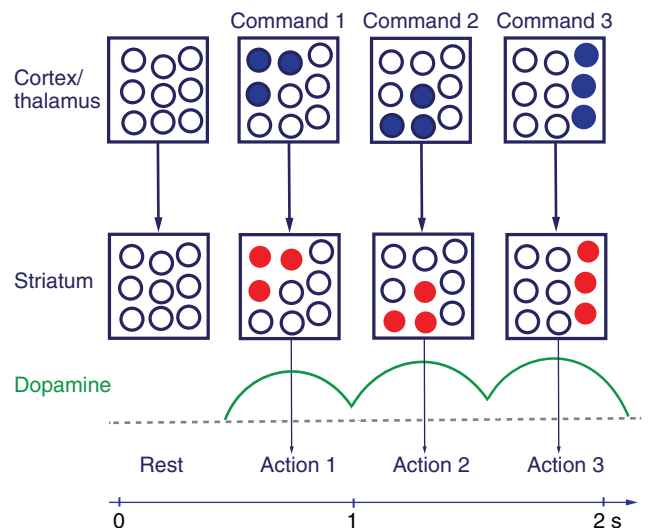 Command 1 Command 2 Command 3
Cortex/
thalamus
Striatum
Dopamine
Rest Action 1 Action 2 Action 3
0 1 2 s